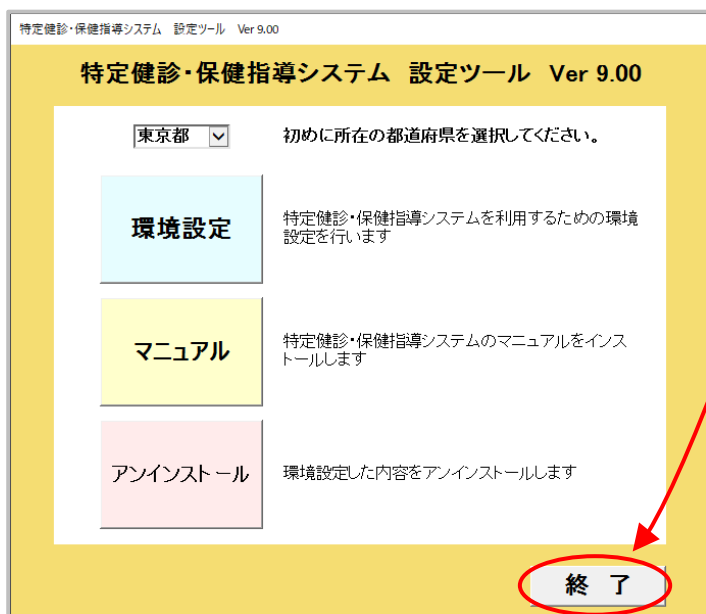 特定健診・保健指導システム　設定ツール　Ver 9.00
特定健診・保健指導システム　設定ツール　Ver 9.00
東京都
初めに所在の都道府県を選択してください。
環境設定
特定健診・保健指導システムを利用するための環境
設定を行います
マニュアル
特定健診・保健指導システムのマニュアルをインス
トールします
アンインストール
環境設定した内容をアンインストールします
終　了